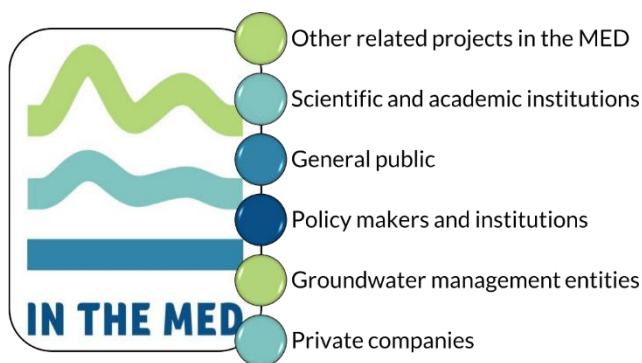 Other related projects in the MED
Scientific and academic institutions
General public
Policy makers and institutions
Groundwater management entities
Private companies
IN THE MED